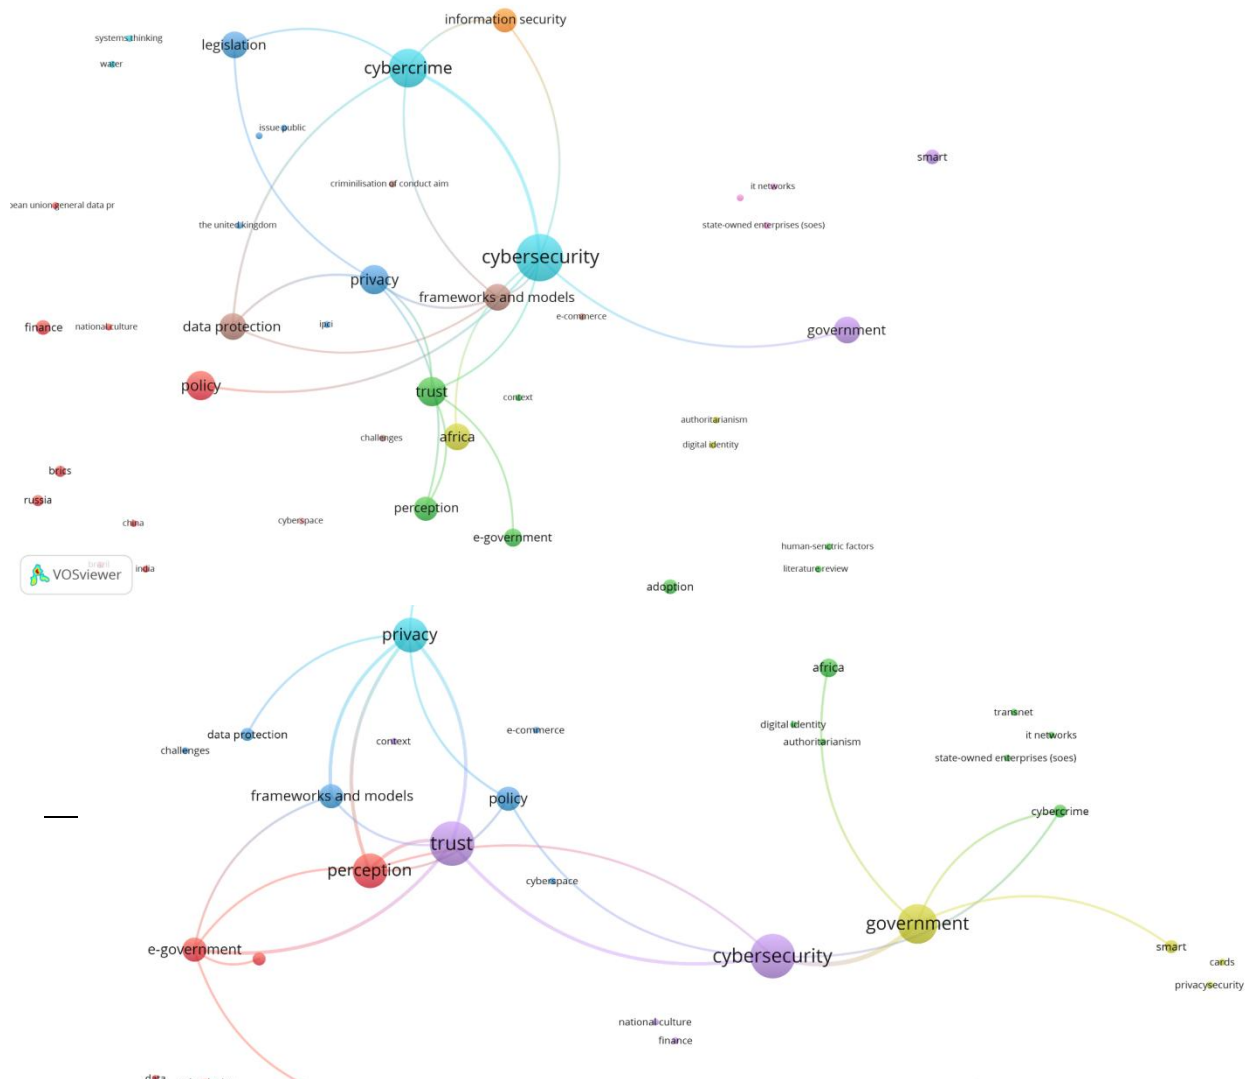 information security
systems thinking
legislation
water
cybercrime
issue public
smart
criminilisation of conduct aim
it networks
bean union general data pr
the united kingdom
state-owned enterprises (soes)
cybersecurity
privacy
frameworks and models
e-commerce
finance
national culture
data protection
ipci
government
policy
trust
context
authoritarianism
challenges
africa
digital identity
brics
russia
perception
china
cyberspace
e-government
human-senctric factors
brazil
india
literature review
VOSviewer
adoption
privacy
africa
data protection
challenges
context
e-commerce
digital identity
authoritarianism
transnet
it networks
state-owned enterprises (soes)
frameworks and models
policy
cybercrime
trust
perception
cyberspace
government
e-government
cybersecurity
smart
cards
privacysecurity
national culture
finance
data